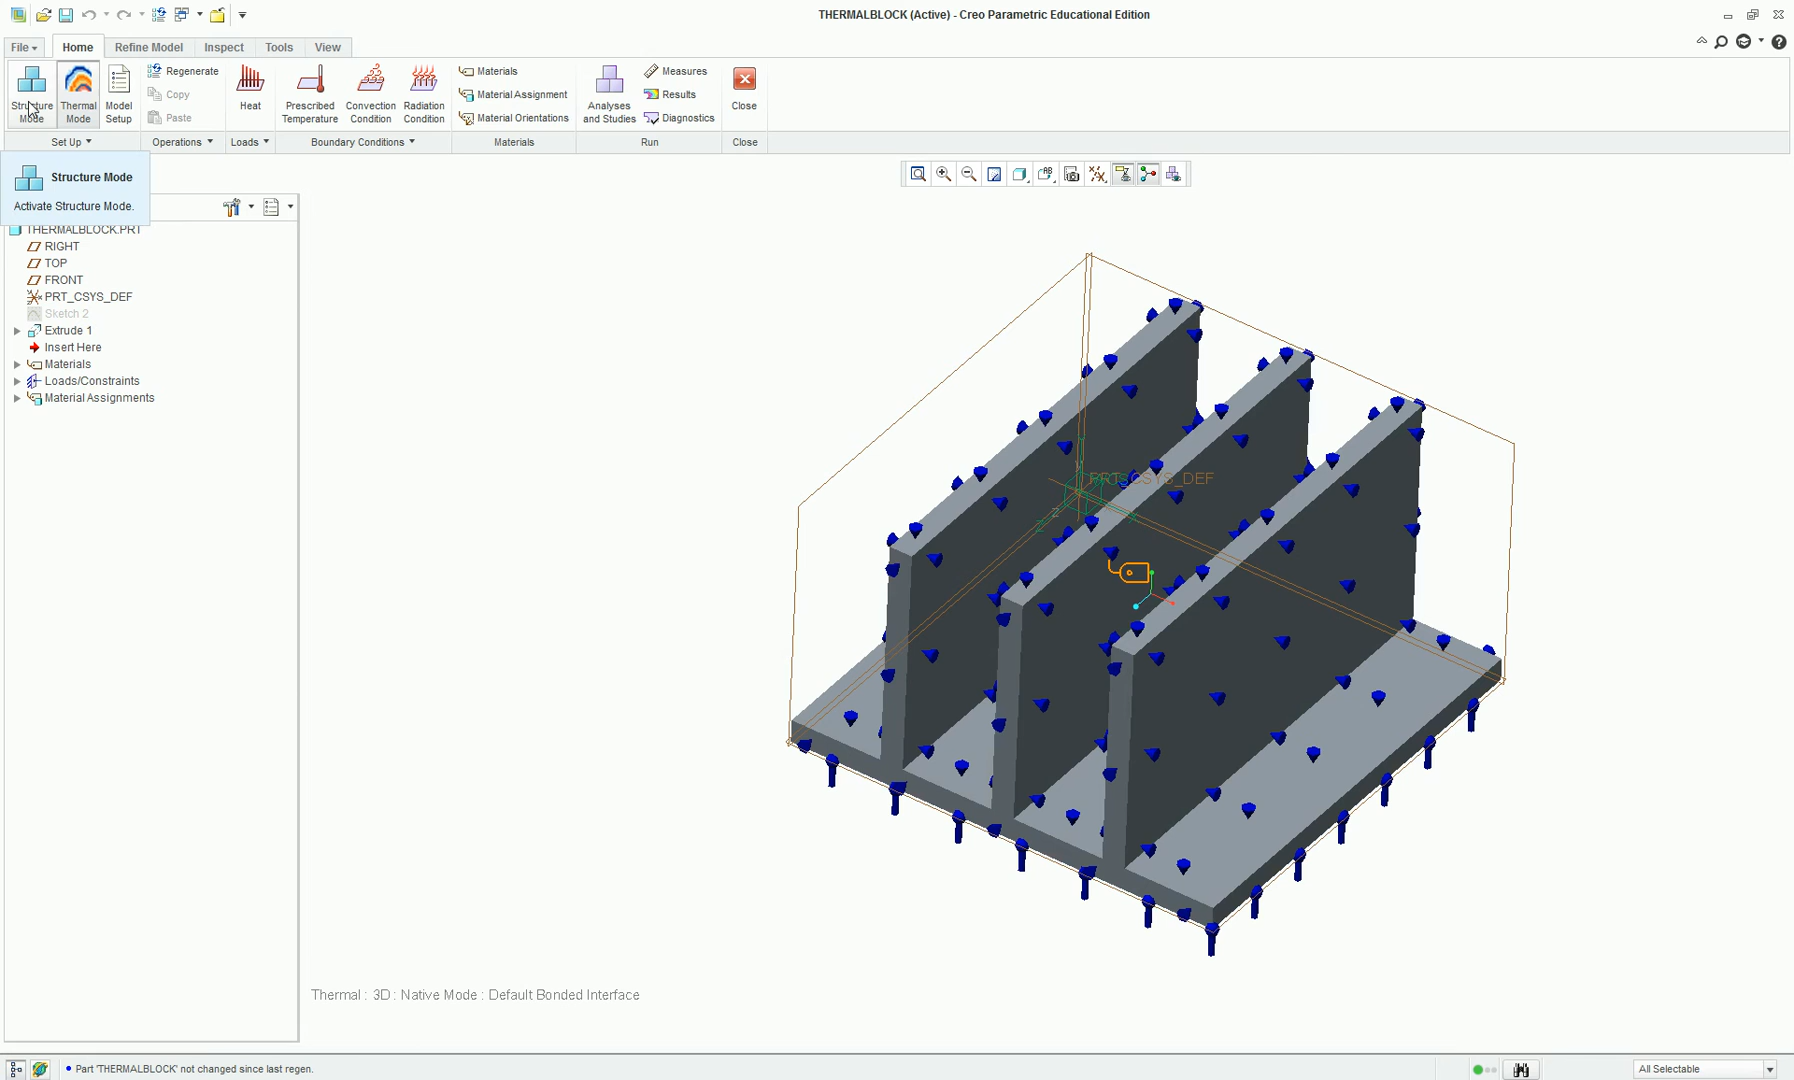 THERMALBLOCK (Active) - Creo Parametric Educational Edition
File
Home
Refine Model
Inspect
Tools
View
Structure
Mode
Thermal
Mode
Model
Setup
Regenerate
Copy
Paste
Heat
Prescribed
Temperature
Convection
Condition
Radiation
Condition
Materials
Material Assignment
Material Orientations
Analyses
and Studies
Measures
Results
Diagnostics
Close
Set Up
Operations
Loads
Boundary Conditions
Materials
Run
Close
Structure Mode
Activate Structure Mode.
THERMALBLOCK.PRT
RIGHT
TOP
FRONT
PRT_CSYS_DEF
Sketch 2
Extrude 1
Insert Here
Materials
Loads/Constraints
Material Assignments
PRT_CSYS_DEF
Z
Thermal : 3D : Native Mode : Default Bonded Interface
Part 'THERMALBLOCK' not changed since last regen.
All Selectable